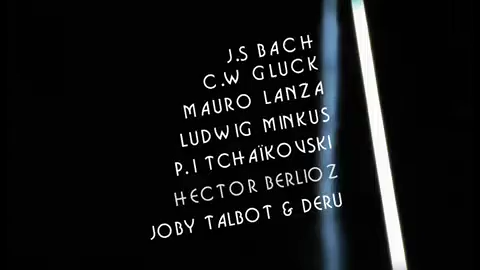 J.S BACH
C.W GLUCK
MAURO LANZA
LUDWIG MINKUS
P.I TCHAÏKOVSKI
HECTOR BERLIOZ
JOBY TALBOT & DERU